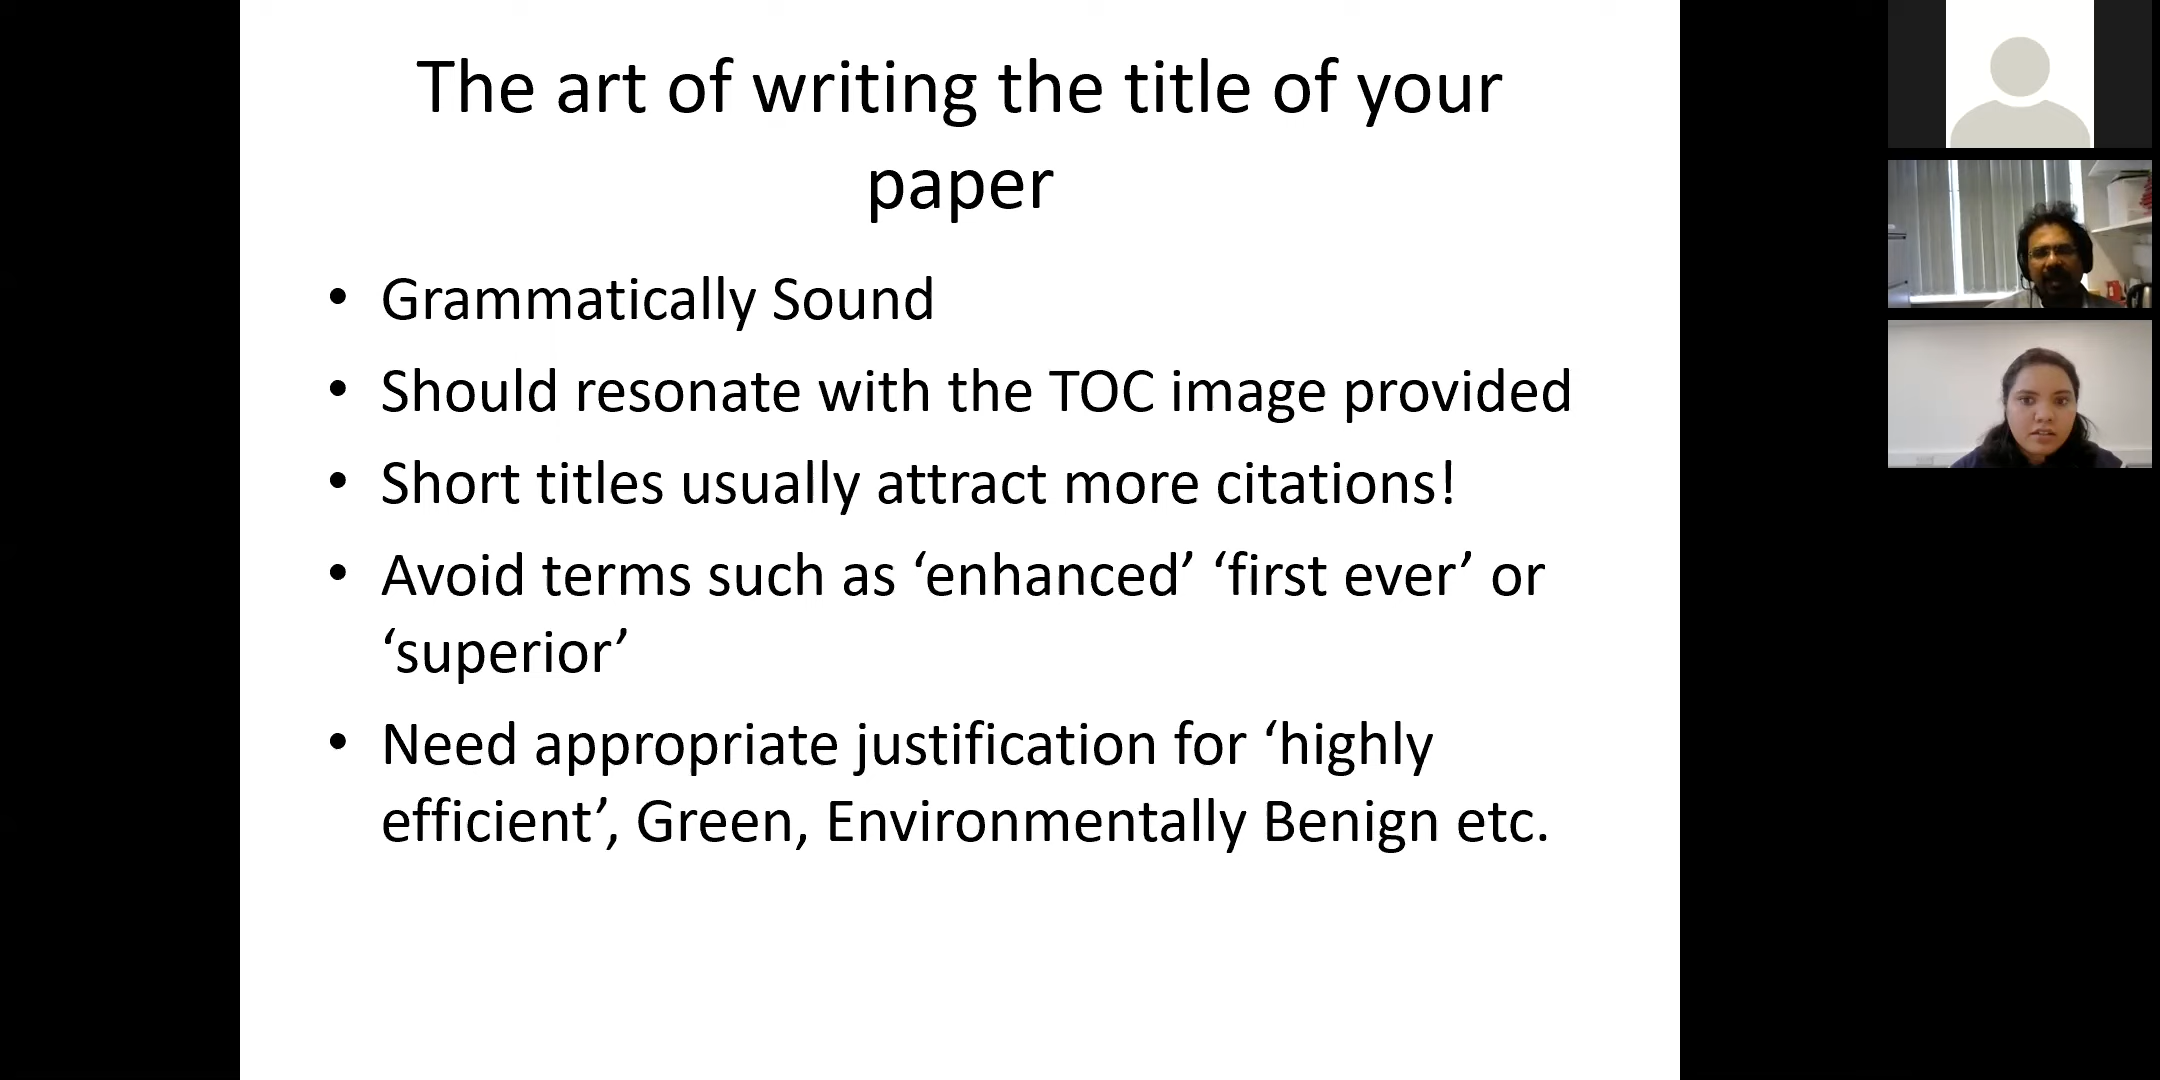 The art of writing the title of your
paper
• Grammatically Sound
• Should resonate with the TOC image provided
• Short titles usually attract more citations!
• Avoid terms such as ‘enhanced’ ‘first ever’ or
‘superior’
• Need appropriate justification for ‘highly
efficient’, Green, Environmentally Benign etc.